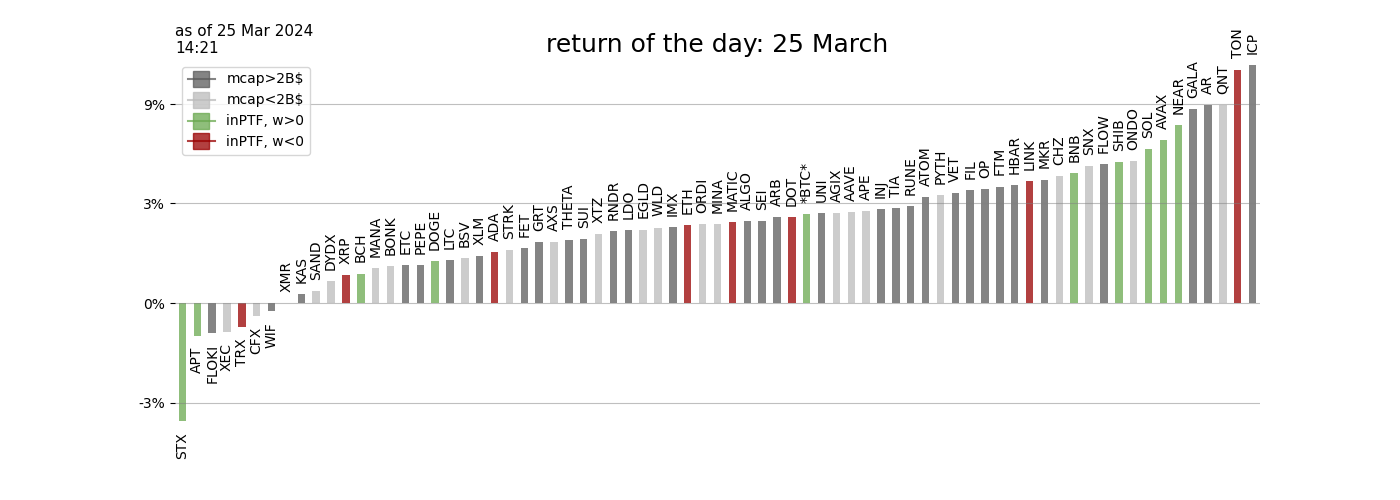 as of 25 Mar 2024
14:21
return of the day: 25 March
mcap>2B$
mcap<2B$
inPTF, w>0
inPTF, w<0
9%
3%
0%
-3%
STX
APT
FLOKI
XEC
TRX
CFX
WIF
XMR
KAS
SAND
DYDX
XRP
BCH
MANA
BONK
ETC
PEPE
DOGE
LTC
BSV
XLM
ADA
STRK
FET
GRT
AXS
THETA
SUI
XTZ
RNDR
LDO
EGLD
WLD
IMX
ETH
ORDI
MINA
MATIC
ALGO
SEI
ARB
DOT
*BTC*
UNI
AGIX
AAVE
APE
INJ
TIA
RUNE
ATOM
PYTH
VET
FIL
OP
FTM
HBAR
LINK
MKR
CHZ
BNB
SNX
FLOW
SHIB
ONDO
SOL
AVAX
NEAR
GALA
AR
QNT
TON
ICP